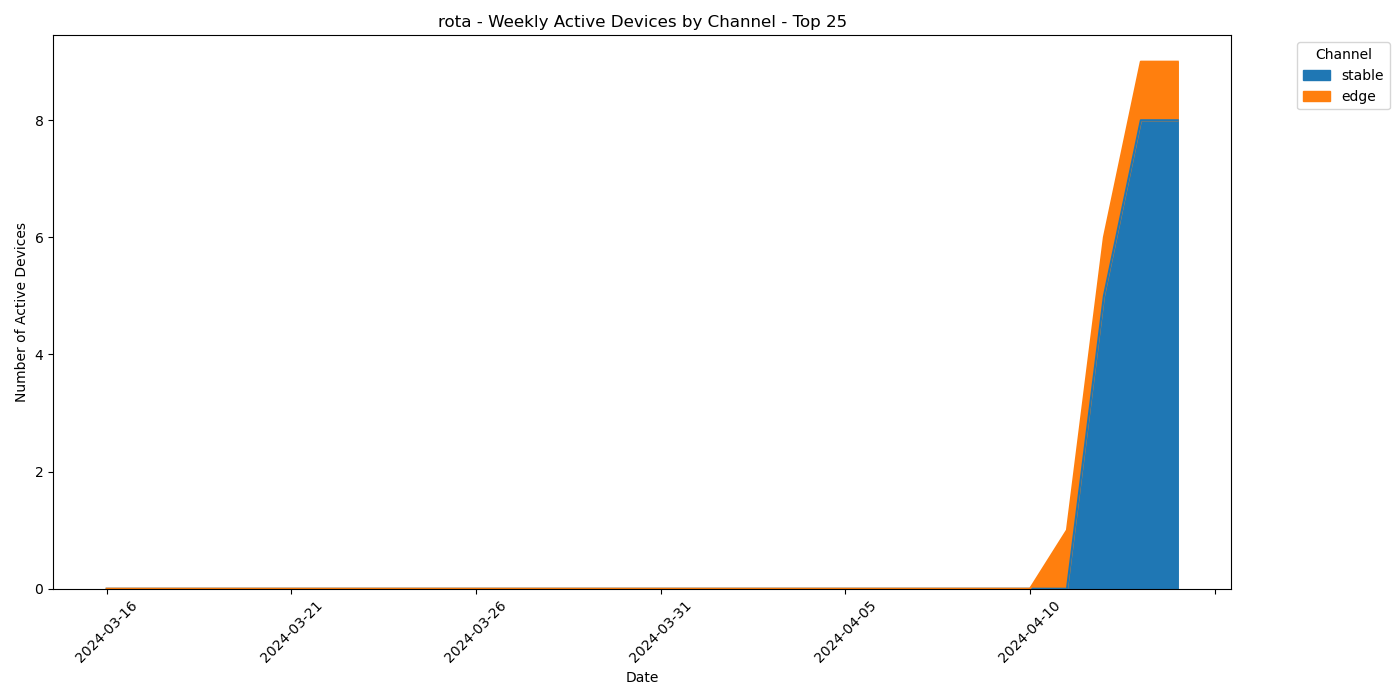 rota - Weekly Active Devices by Channel - Top 25
Channel
stable
edge
Number of Active Devices
8
6
4
2
0
2024-03-16
2024-03-21
2024-03-26
2024-03-31
2024-04-05
2024-04-10
Date